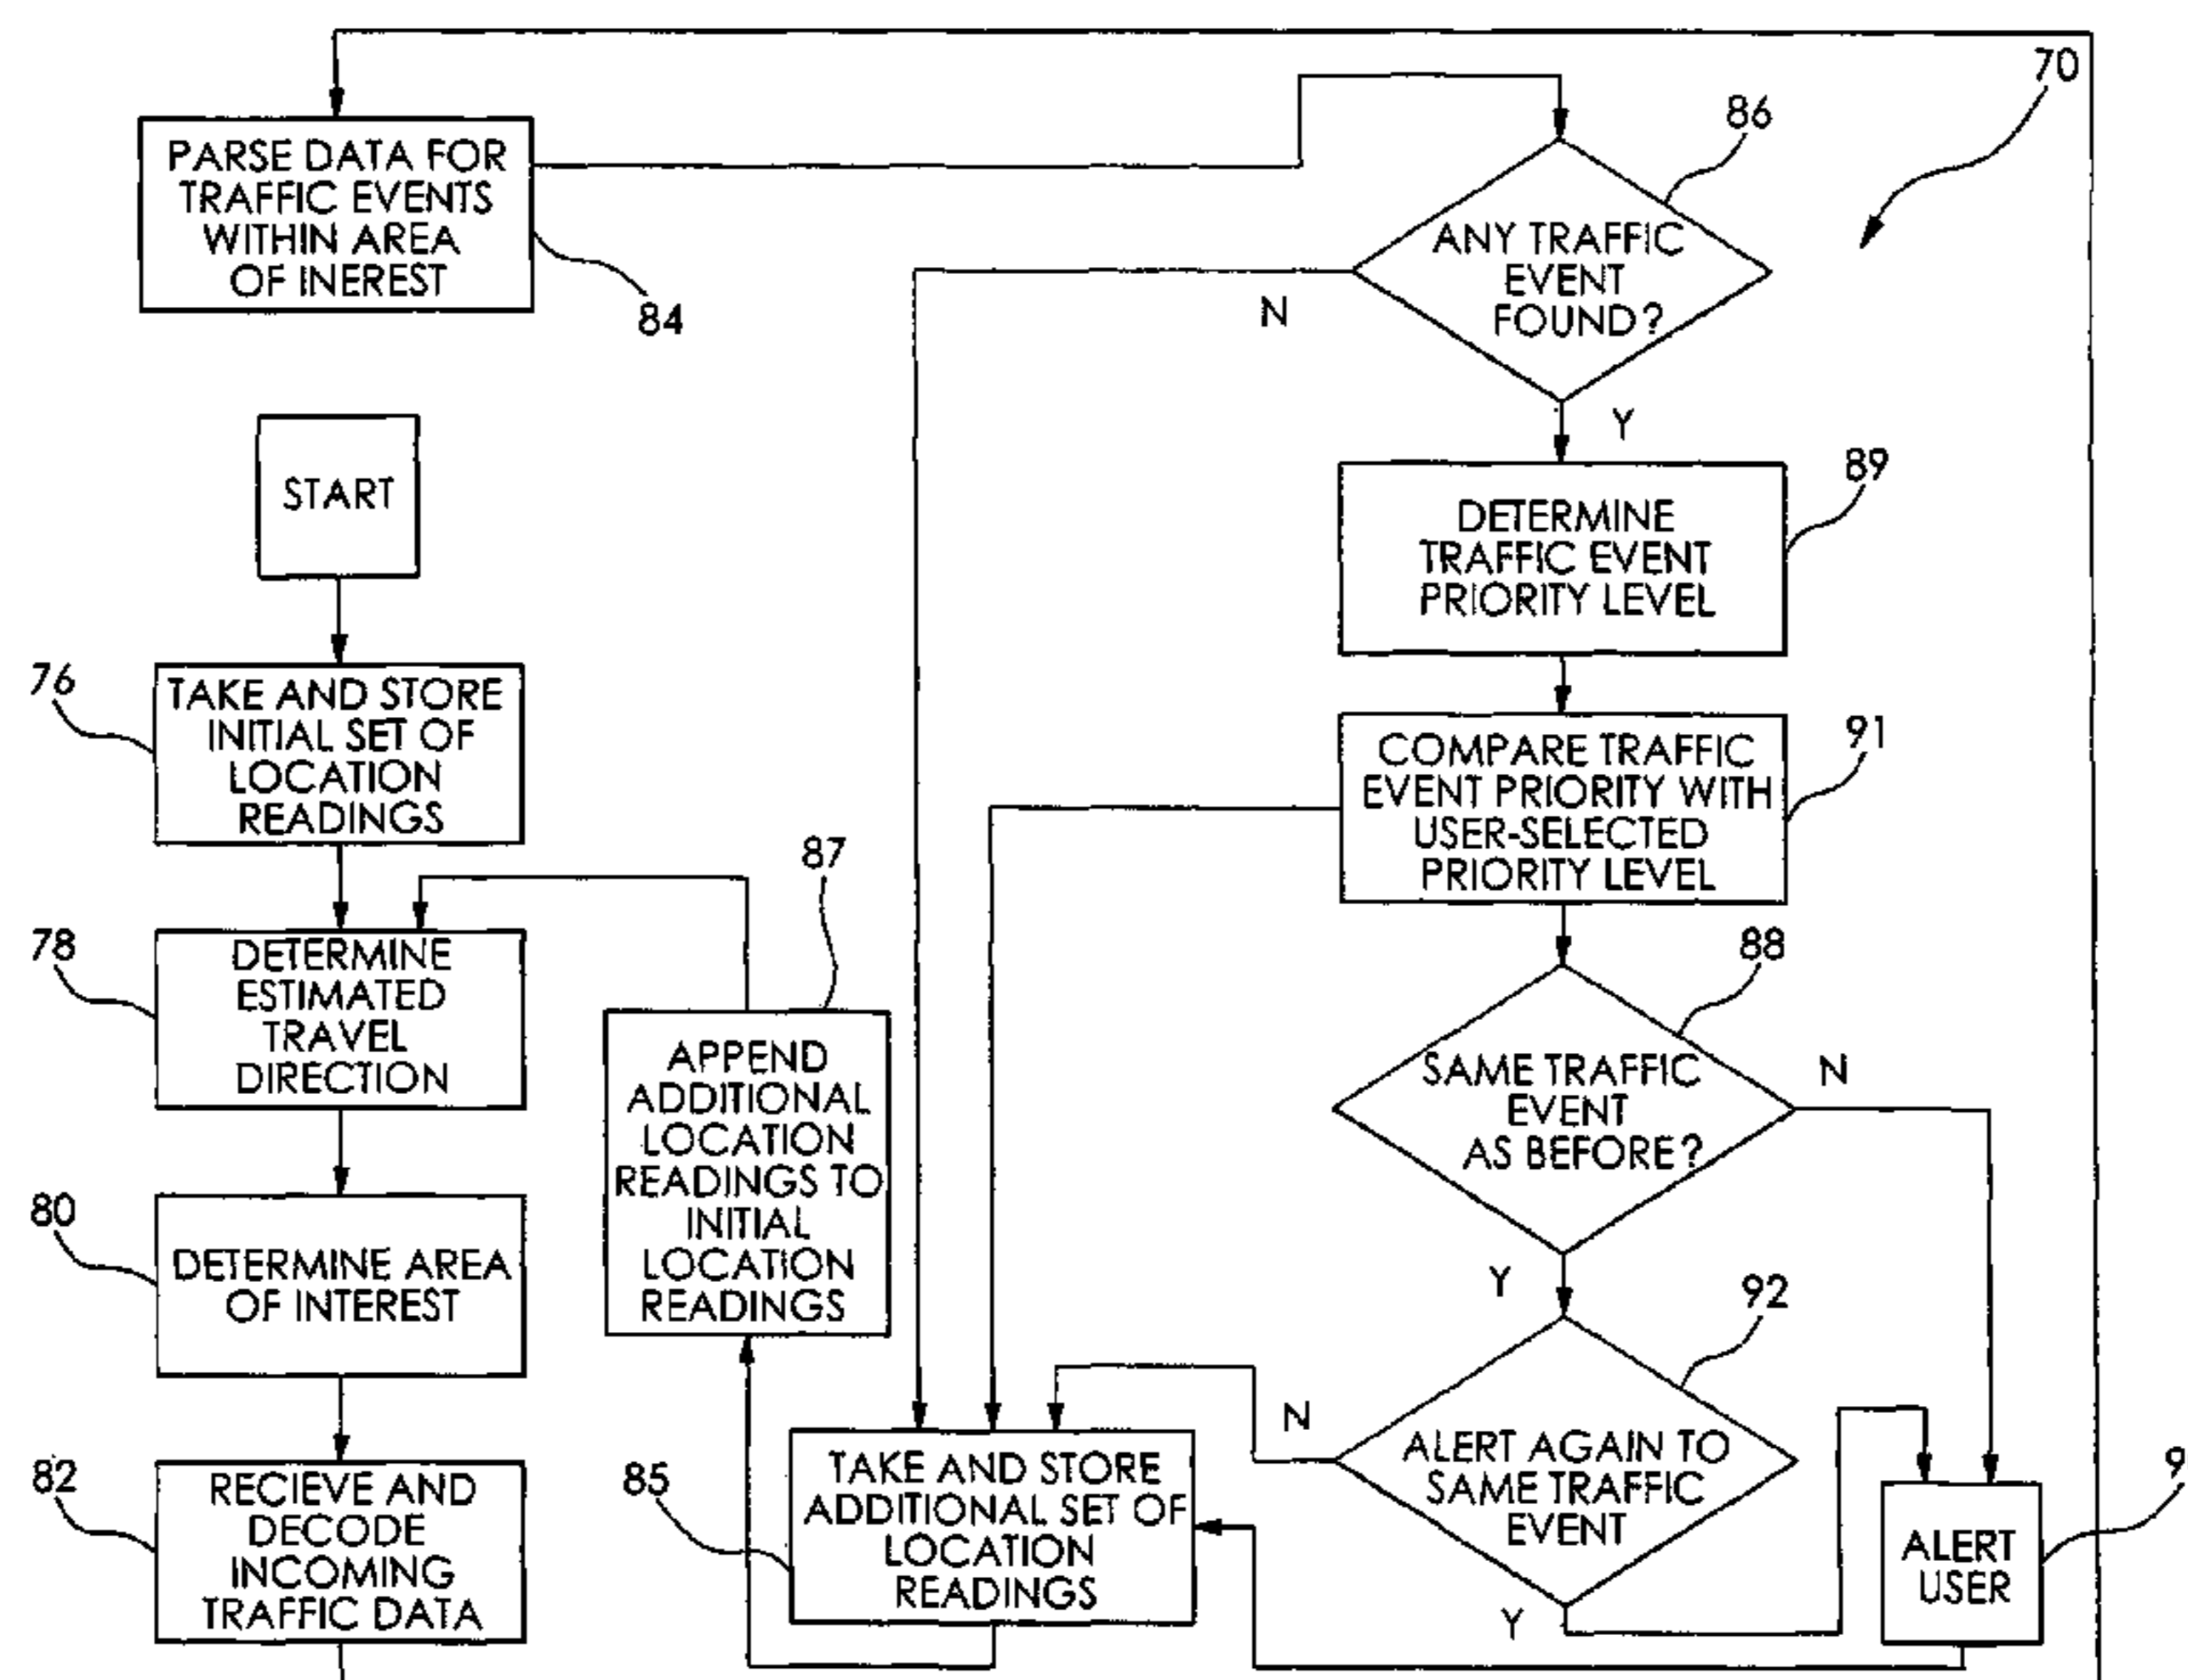 70
PARSE DATA FOR
TRAFFIC EVENTS
WITHIN AREA
OF INEREST
84
86
ANY TRAFFIC
EVENT
FOUND?
N
Y
START
89
DETERMINE
TRAFFIC EVENT
PRIORITY LEVEL
76
TAKE AND STORE
INITIAL SET OF
LOCATION
READINGS
91
COMPARE TRAFFIC
EVENT PRIORITY WITH
USER-SELECTED
PRIORITY LEVEL
78
DETERMINE
ESTIMATED
TRAVEL
DIRECTION
87
APPEND
ADDITIONAL
LOCATION
READINGS TO
INITIAL
LOCATION
READINGS
88
SAME TRAFFIC
EVENT
AS BEFORE?
N
Y
80
DETERMINE AREA
OF INTEREST
92
ALERT AGAIN TO
SAME TRAFFIC
EVENT
N
Y
82
RECIEVE AND
DECODE
INCOMING
TRAFFIC DATA
85
TAKE AND STORE
ADDITIONAL SET OF
LOCATION
READINGS
9
ALERT
USER